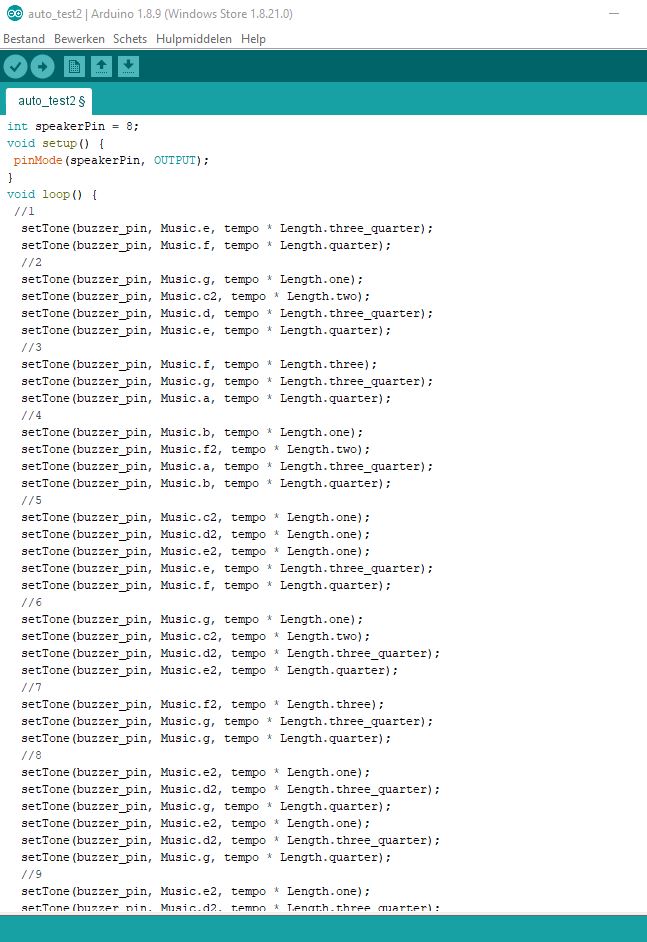 auto_test2 | Arduino 1.8.9 (Windows Store 1.8.21.0)
Bestand Bewerken Schets Hulpmiddelen Help
auto_test2 §
int speakerPin = 8;
void setup() {
pinMode(speakerPin, OUTPUT);
}
void loop() {
//1
setTone(buzzer_pin, Music.e, tempo * Length.three_quarter);
setTone(buzzer_pin, Music.f, tempo * Length.quarter);
//2
setTone(buzzer_pin, Music.g, tempo * Length.one);
setTone(buzzer_pin, Music.c2, tempo * Length.two);
setTone(buzzer_pin, Music.d, tempo * Length.three_quarter);
setTone(buzzer_pin, Music.e, tempo * Length.quarter);
//3
setTone(buzzer_pin, Music.f, tempo * Length.three);
setTone(buzzer_pin, Music.g, tempo * Length.three_quarter);
setTone(buzzer_pin, Music.a, tempo * Length.quarter);
//4
setTone(buzzer_pin, Music.b, tempo * Length.one);
setTone(buzzer_pin, Music.f2, tempo * Length.two);
setTone(buzzer_pin, Music.a, tempo * Length.three_quarter);
setTone(buzzer_pin, Music.b, tempo * Length.quarter);
//5
setTone(buzzer_pin, Music.c2, tempo * Length.one);
setTone(buzzer_pin, Music.d2, tempo * Length.one);
setTone(buzzer_pin, Music.e2, tempo * Length.one);
setTone(buzzer_pin, Music.e, tempo * Length.three_quarter);
setTone(buzzer_pin, Music.f, tempo * Length.quarter);
//6
setTone(buzzer_pin, Music.g, tempo * Length.one);
setTone(buzzer_pin, Music.c2, tempo * Length.two);
setTone(buzzer_pin, Music.d2, tempo * Length.three_quarter);
setTone(buzzer_pin, Music.e2, tempo * Length.quarter);
//7
setTone(buzzer_pin, Music.f2, tempo * Length.three);
setTone(buzzer_pin, Music.g, tempo * Length.three_quarter);
setTone(buzzer_pin, Music.g, tempo * Length.quarter);
//8
setTone(buzzer_pin, Music.e2, tempo * Length.one);
setTone(buzzer_pin, Music.d2, tempo * Length.three_quarter);
setTone(buzzer_pin, Music.g, tempo * Length.quarter);
setTone(buzzer_pin, Music.e2, tempo * Length.one);
setTone(buzzer_pin, Music.d2, tempo * Length.three_quarter);
setTone(buzzer_pin, Music.g, tempo * Length.quarter);
//9
setTone(buzzer_pin, Music.e2, tempo * Length.one);
setTone(buzzer_pin, Music.d2, tempo * Length.three_quarter);